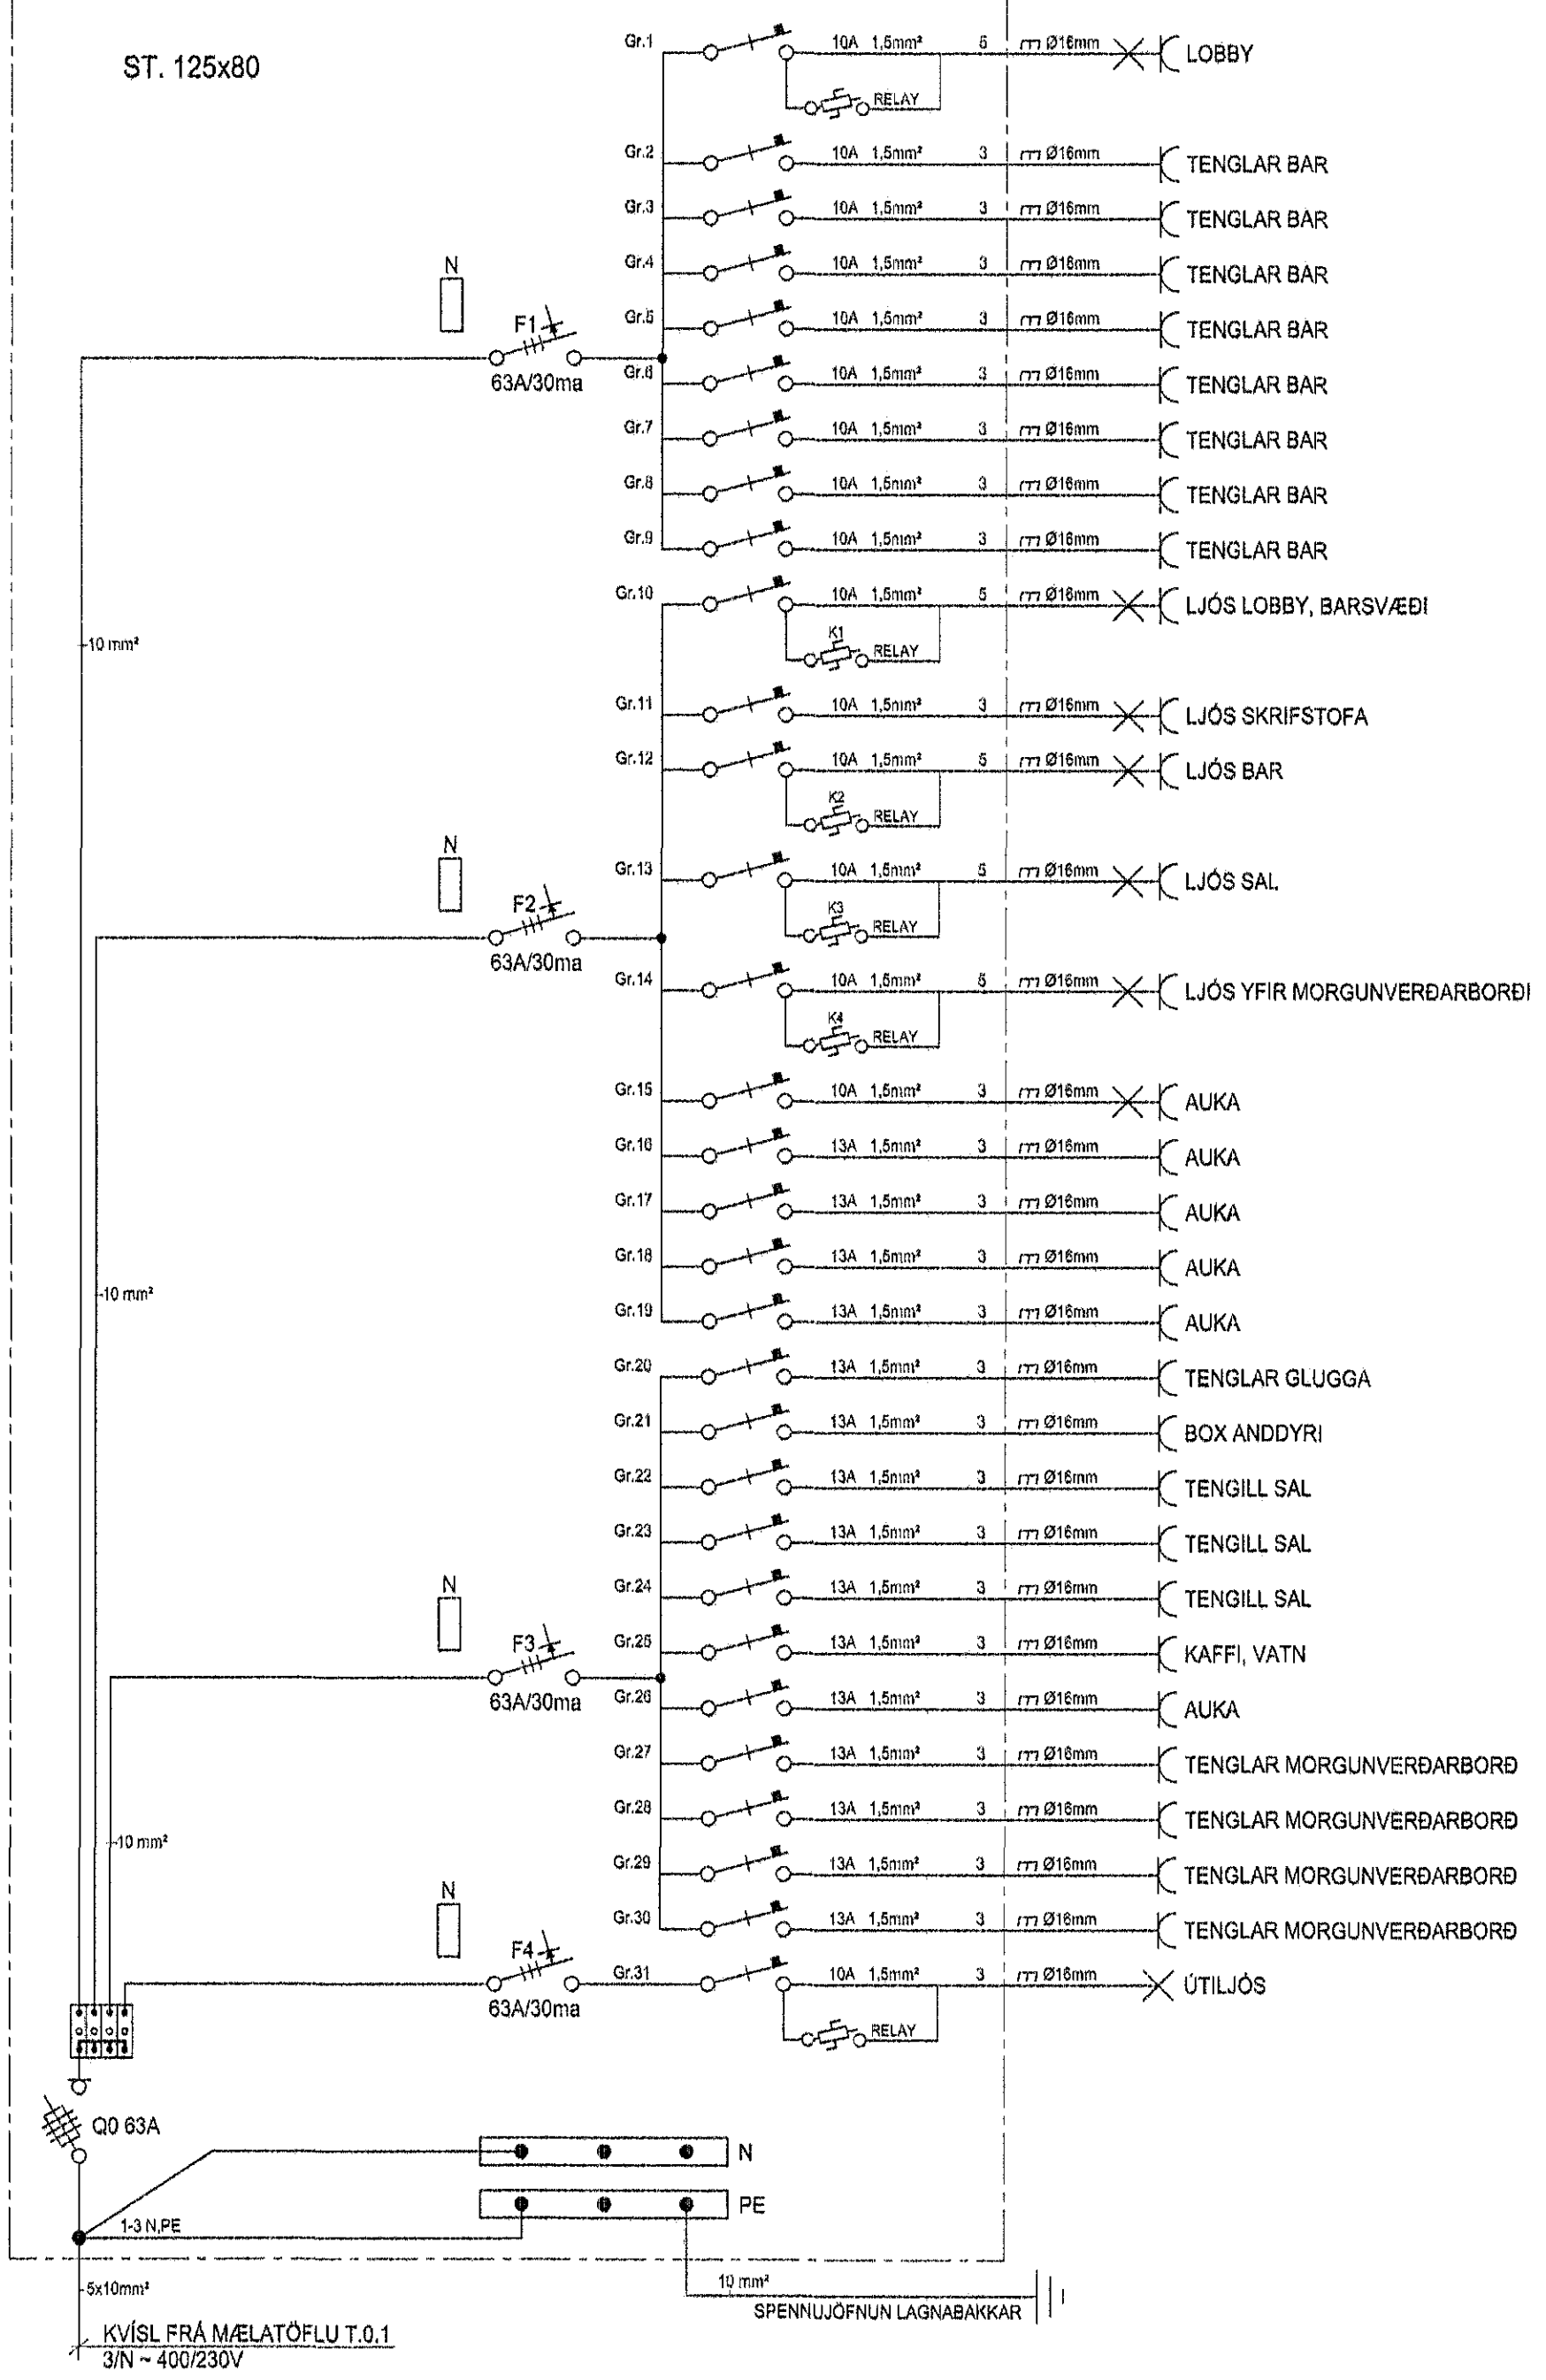 ST. 125x80
Gr.1 10A 1,5mm² 5 Ø16mm LOBBY
RELAY
Gr.2 10A 1,5mm² 3 Ø16mm TENGLAR BAR
Gr.3 10A 1,5mm² 3 Ø16mm TENGLAR BAR
Gr.4 10A 1,5mm² 3 Ø16mm TENGLAR BAR
N
Gr.5 10A 1,5mm² 3 Ø16mm TENGLAR BAR
F1
63A/30ma
Gr.6 10A 1,5mm² 3 Ø16mm TENGLAR BAR
Gr.7 10A 1,5mm² 3 Ø16mm TENGLAR BAR
Gr.8 10A 1,5mm² 3 Ø16mm TENGLAR BAR
Gr.9 10A 1,5mm² 3 Ø16mm TENGLAR BAR
Gr.10 10A 1,5mm² 5 Ø16mm LJÓS LOBBY, BARSVÆÐI
10 mm²
K1 RELAY
Gr.11 10A 1,5mm² 3 Ø16mm LJÓS SKRIFSTOFA
Gr.12 10A 1,5mm² 5 Ø16mm LJÓS BAR
K2 RELAY
N
Gr.13 10A 1,5mm² 5 Ø16mm LJÓS SAL
F2
K3 RELAY
63A/30ma
Gr.14 10A 1,5mm² 5 Ø16mm LJÓS YFIR MORGUNVERÐARBORÐI
K4 RELAY
Gr.15 10A 1,5mm² 3 Ø16mm AUKA
Gr.16 13A 1,5mm² 3 Ø16mm AUKA
Gr.17 13A 1,5mm² 3 Ø16mm AUKA
Gr.18 13A 1,5mm² 3 Ø16mm AUKA
10 mm²
Gr.19 13A 1,5mm² 3 Ø16mm AUKA
Gr.20 13A 1,5mm² 3 Ø16mm TENGLAR GLUGGA
Gr.21 13A 1,5mm² 3 Ø16mm BOX ANDDYRI
Gr.22 13A 1,5mm² 3 Ø16mm TENGILL SAL
Gr.23 13A 1,5mm² 3 Ø16mm TENGILL SAL
N
Gr.24 13A 1,5mm² 3 Ø16mm TENGILL SAL
F3
Gr.25 13A 1,5mm² 3 Ø16mm KAFFI, VATN
63A/30ma
Gr.26 13A 1,5mm² 3 Ø16mm AUKA
Gr.27 13A 1,5mm² 3 Ø16mm TENGLAR MORGUNVERÐARBORÐ
Gr.28 13A 1,5mm² 3 Ø16mm TENGLAR MORGUNVERÐARBORÐ
10 mm²
Gr.29 13A 1,5mm² 3 Ø16mm TENGLAR MORGUNVERÐARBORÐ
N
Gr.30 13A 1,5mm² 3 Ø16mm TENGLAR MORGUNVERÐARBORÐ
F4
Gr.31 10A 1,5mm² 3 Ø16mm ÚTILJÓS
63A/30ma
RELAY
Q0 63A
N
PE
1-3 N,PE
5x10mm²
10 mm²
SPENNUJÖFNUN LAGNABAKKAR
KVÍSL FRÁ MÆLATÖFLU T.0.1
3/N ~ 400/230V